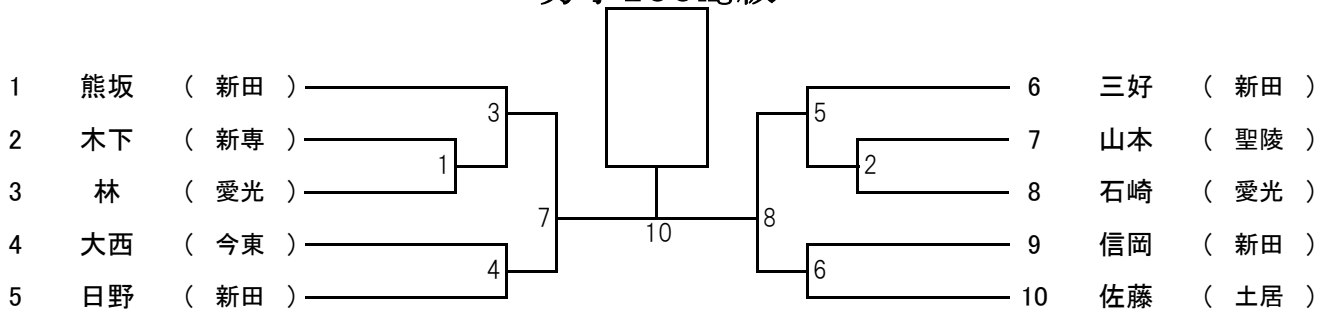 1 熊坂 ( 新田 ) 6 三好 ( 新田 )
3 5
2 木下 ( 新専 ) 7 山本 ( 聖陵 )
1 2
3 林 ( 愛光 ) 8 石崎 ( 愛光 )
7 8
10
4 大西 ( 今東 ) 9 信岡 ( 新田 )
4 6
5 日野 ( 新田 ) 10 佐藤 ( 土居 )